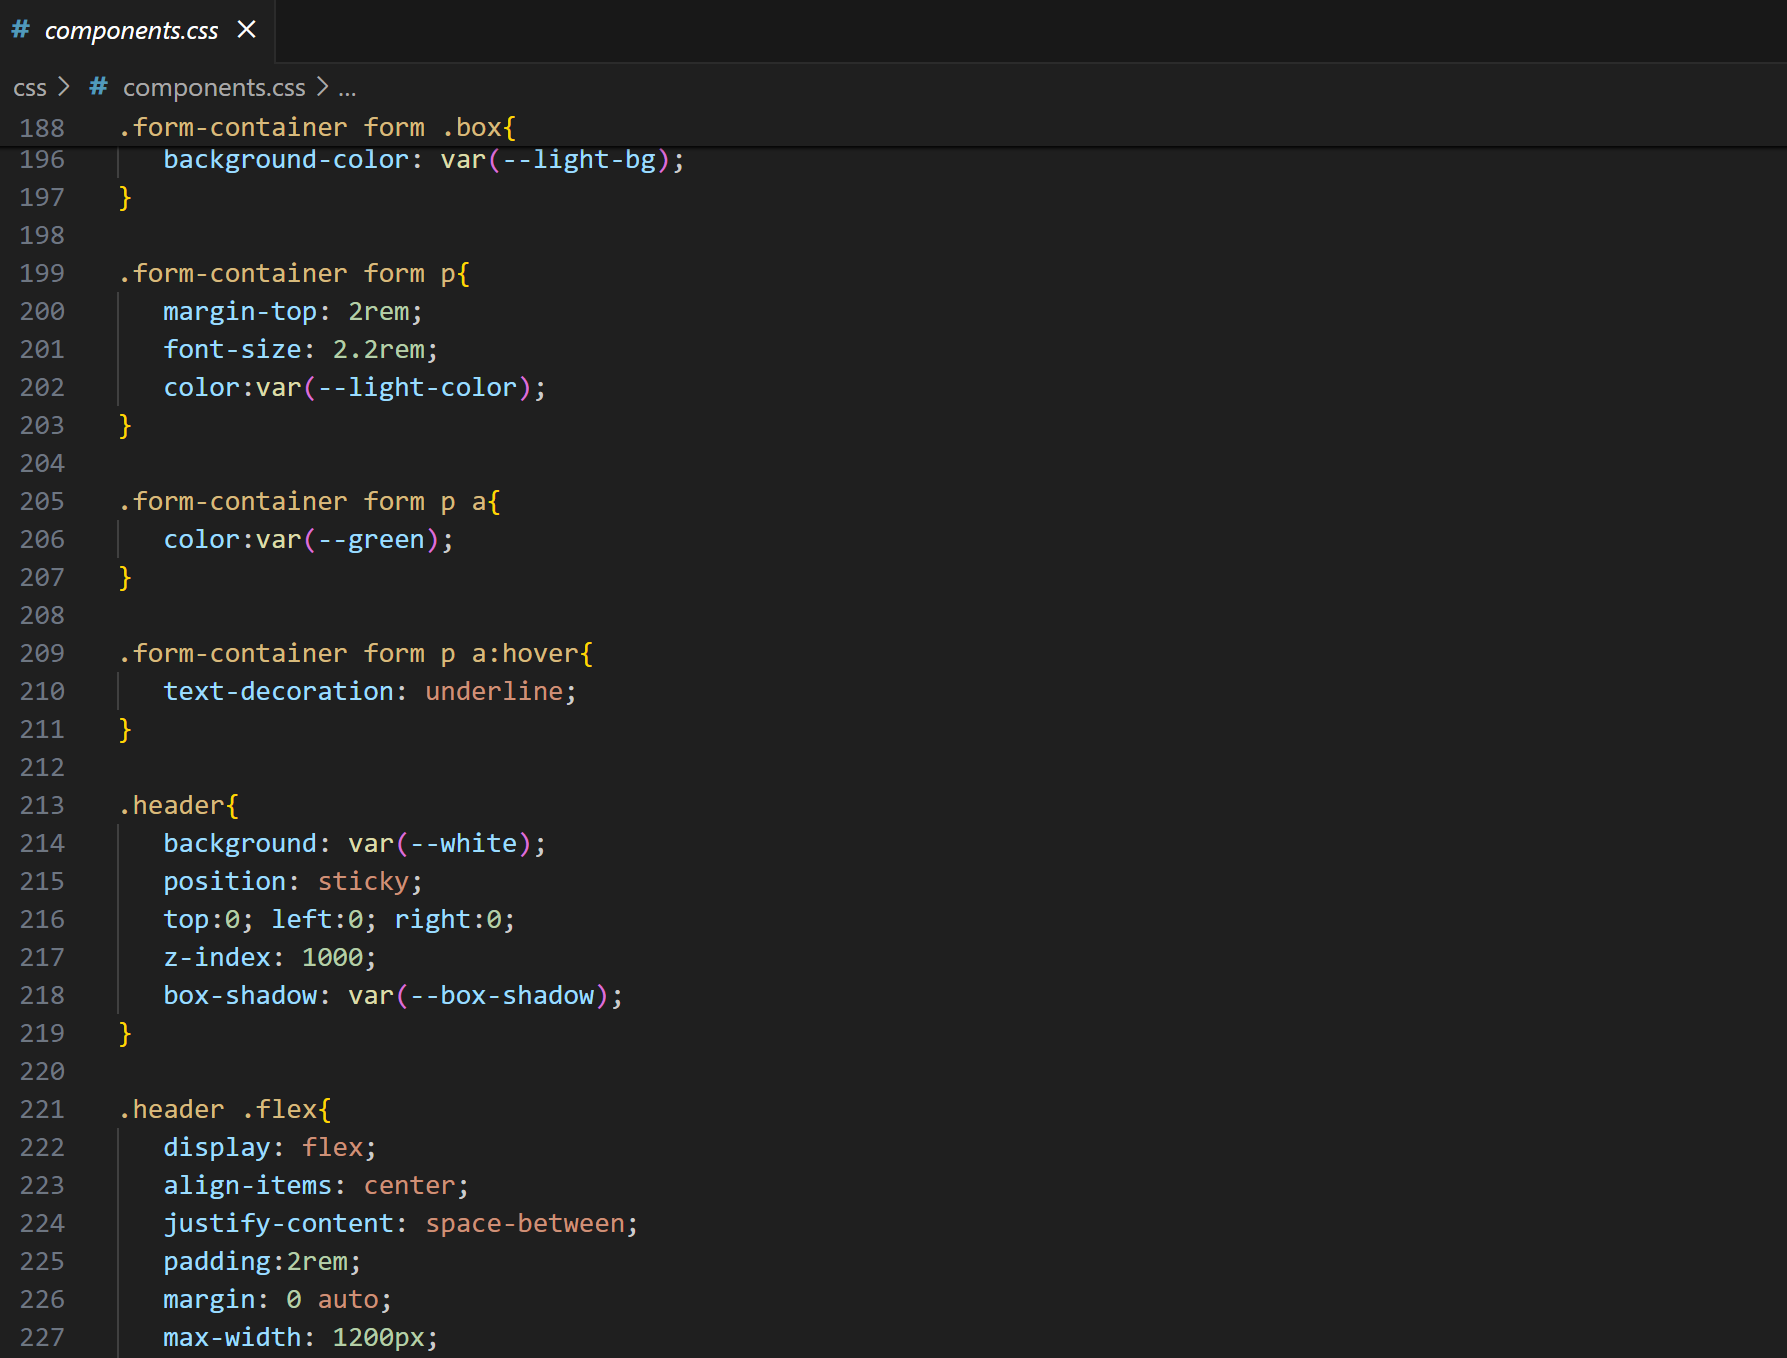 # components.css ×
css > # components.css > ...
188 .form-container form .box{
196 background-color: var(--light-bg);
197 }
198
199 .form-container form p{
200 margin-top: 2rem;
201 font-size: 2.2rem;
202 color:var(--light-color);
203 }
204
205 .form-container form p a{
206 color:var(--green);
207 }
208
209 .form-container form p a:hover{
210 text-decoration: underline;
211 }
212
213 .header{
214 background: var(--white);
215 position: sticky;
216 top:0; left:0; right:0;
217 z-index: 1000;
218 box-shadow: var(--box-shadow);
219 }
220
221 .header .flex{
222 display: flex;
223 align-items: center;
224 justify-content: space-between;
225 padding:2rem;
226 margin: 0 auto;
227 max-width: 1200px;